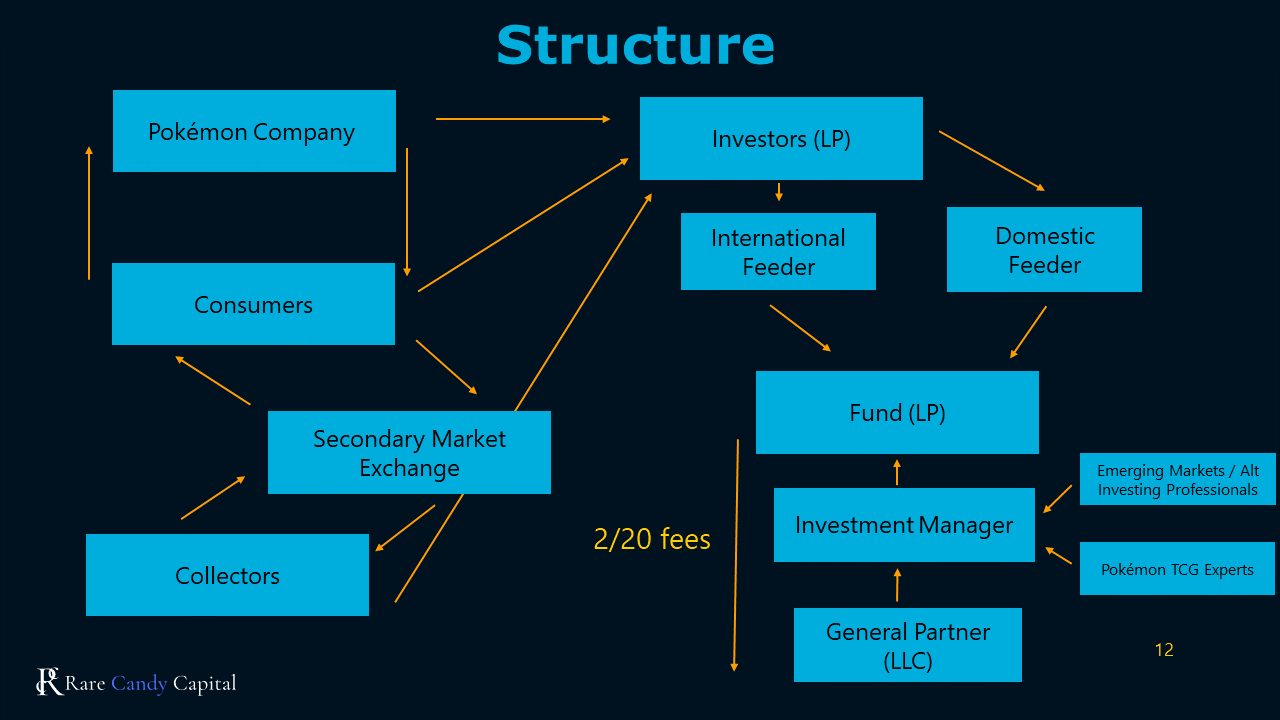 Structure
Pokémon Company
Investors (LP)
International
Feeder
Domestic
Feeder
Consumers
Fund (LP)
Secondary Market
Exchange
Emerging Markets / Alt
Investing Professionals
Investment Manager
2/20 fees
Collectors
Pokémon TCG Experts
General Partner
(LLC)
12
Rare Candy Capital